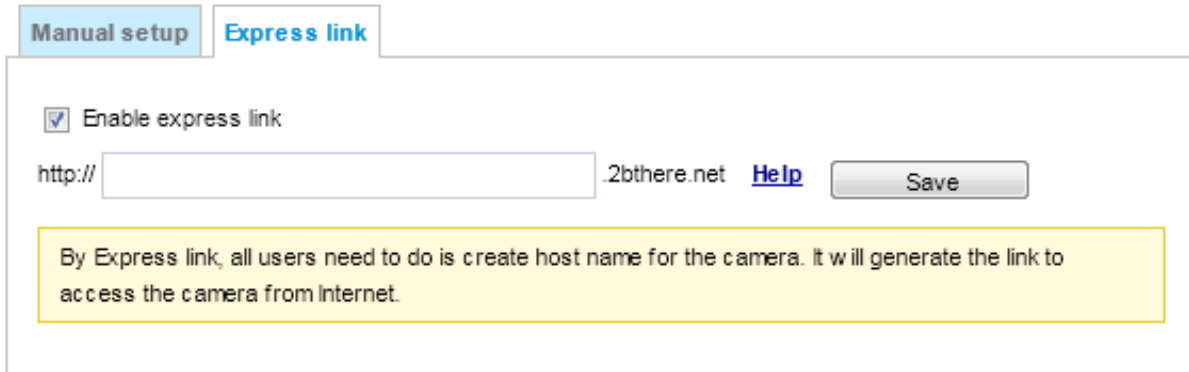 Manual setup Express link
Enable express link
http:// .2bthere.net Help Save
By Express link, all users need to do is create host name for the camera. It will generate the link to
access the camera from Internet.